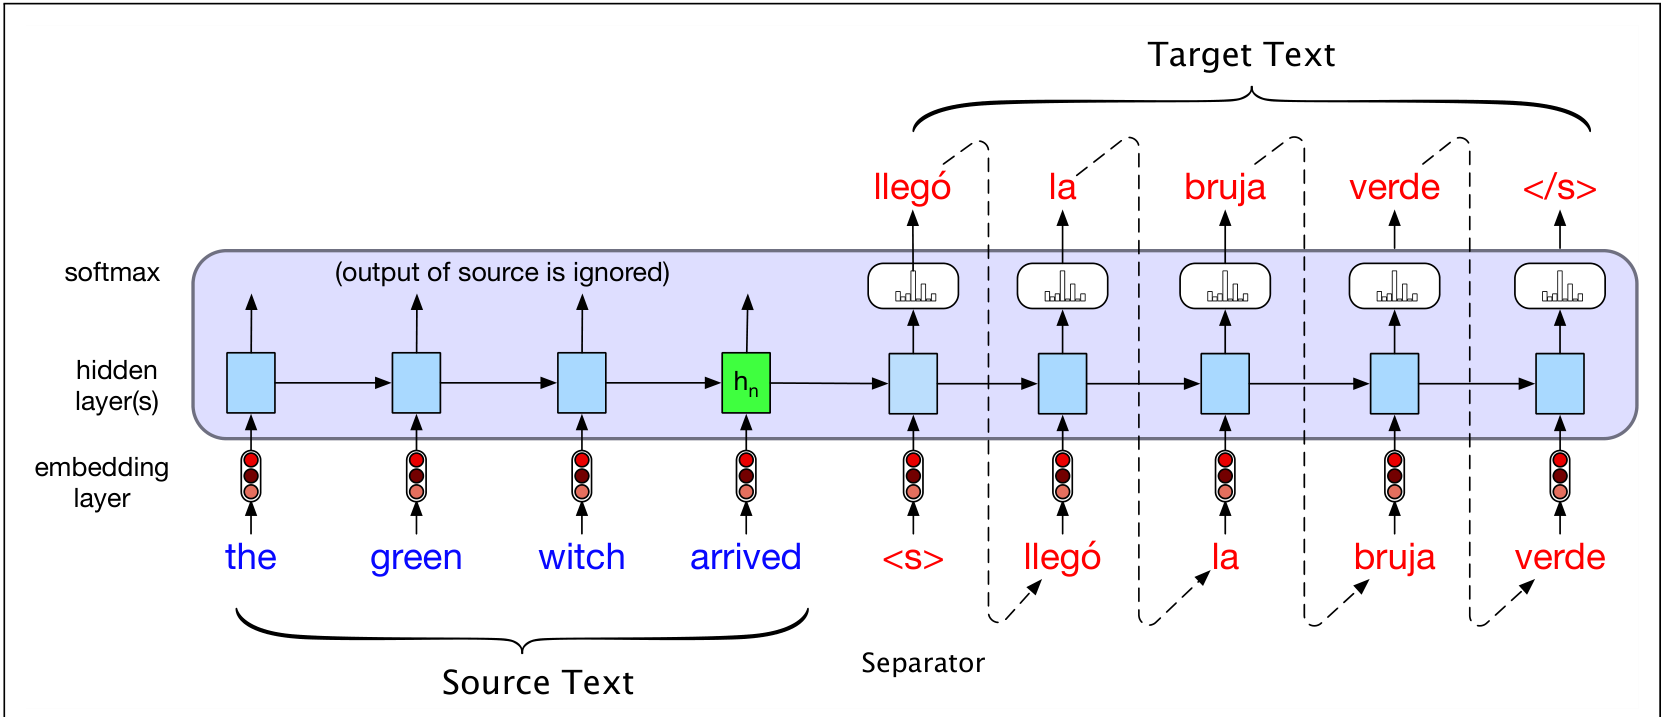 Target Text
llegó la bruja verde </s>
softmax (output of source is ignored)
hidden
layer(s)
hn
embedding
layer
the green witch arrived <s> llegó la bruja verde
Separator
Source Text